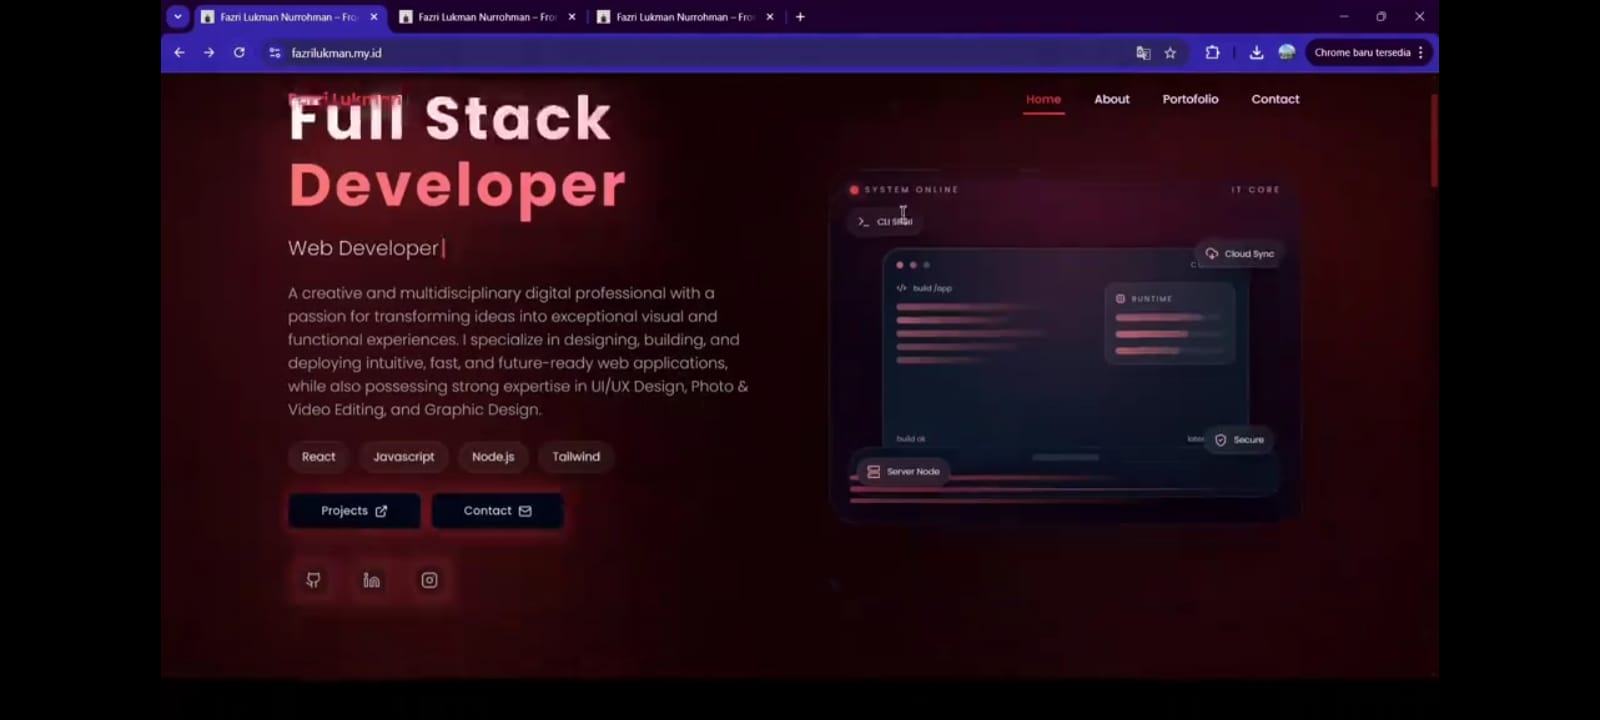 Fazri Lukman Nurrohman – Fro
Fazri Lukman Nurrohman – Fro
Fazri Lukman Nurrohman – Fro
fazrilukman.my.id
Chrome baru tersedia
Fazri Lukman
Home
About
Portofolio
Contact
Full Stack
Developer
Web Developer
A creative and multidisciplinary digital professional with a
passion for transforming ideas into exceptional visual and
functional experiences. I specialize in designing, building, and
deploying intuitive, fast, and future-ready web applications,
while also possessing strong expertise in UI/UX Design, Photo &
Video Editing, and Graphic Design.
React
Javascript
Node.js
Tailwind
Projects
Contact
in
SYSTEM ONLINE
IT CORE
>_ CLI
Cloud Sync
</> build /app
RUNTIME
build ok
Secure
Server Node